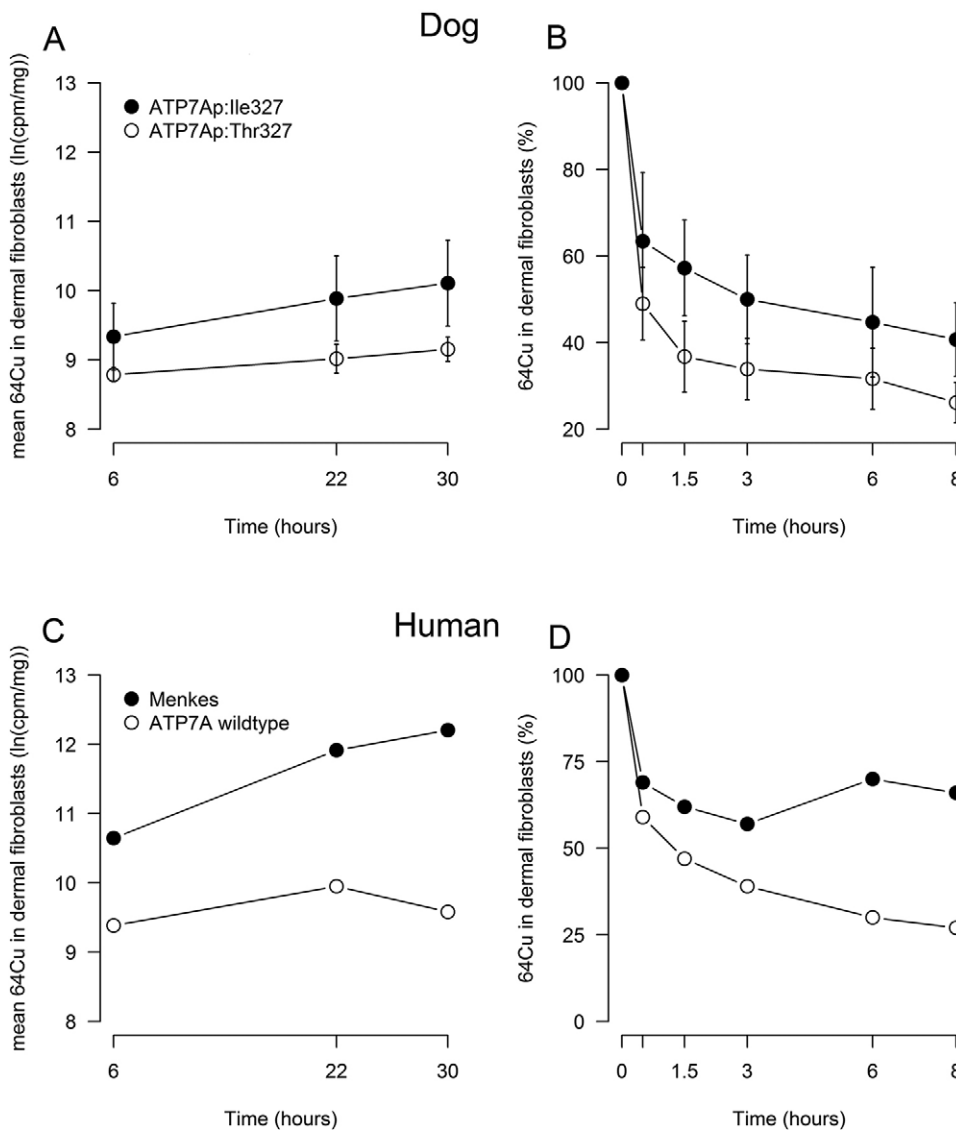 Dog
A
mean 64Cu in dermal fibroblasts (ln(cpm/mg))
13
12
11
10
9
8
ATP7Ap:Ile327
ATP7Ap:Thr327
6
22
30
Time (hours)
B
64Cu in dermal fibroblasts (%)
100
80
60
40
20
0
1.5
3
6
8
Time (hours)
Human
C
mean 64Cu in dermal fibroblasts (ln(cpm/mg))
13
12
11
10
9
8
Menkes
ATP7A wildtype
6
22
30
Time (hours)
D
64Cu in dermal fibroblasts (%)
100
75
50
25
0
0
1.5
3
6
8
Time (hours)